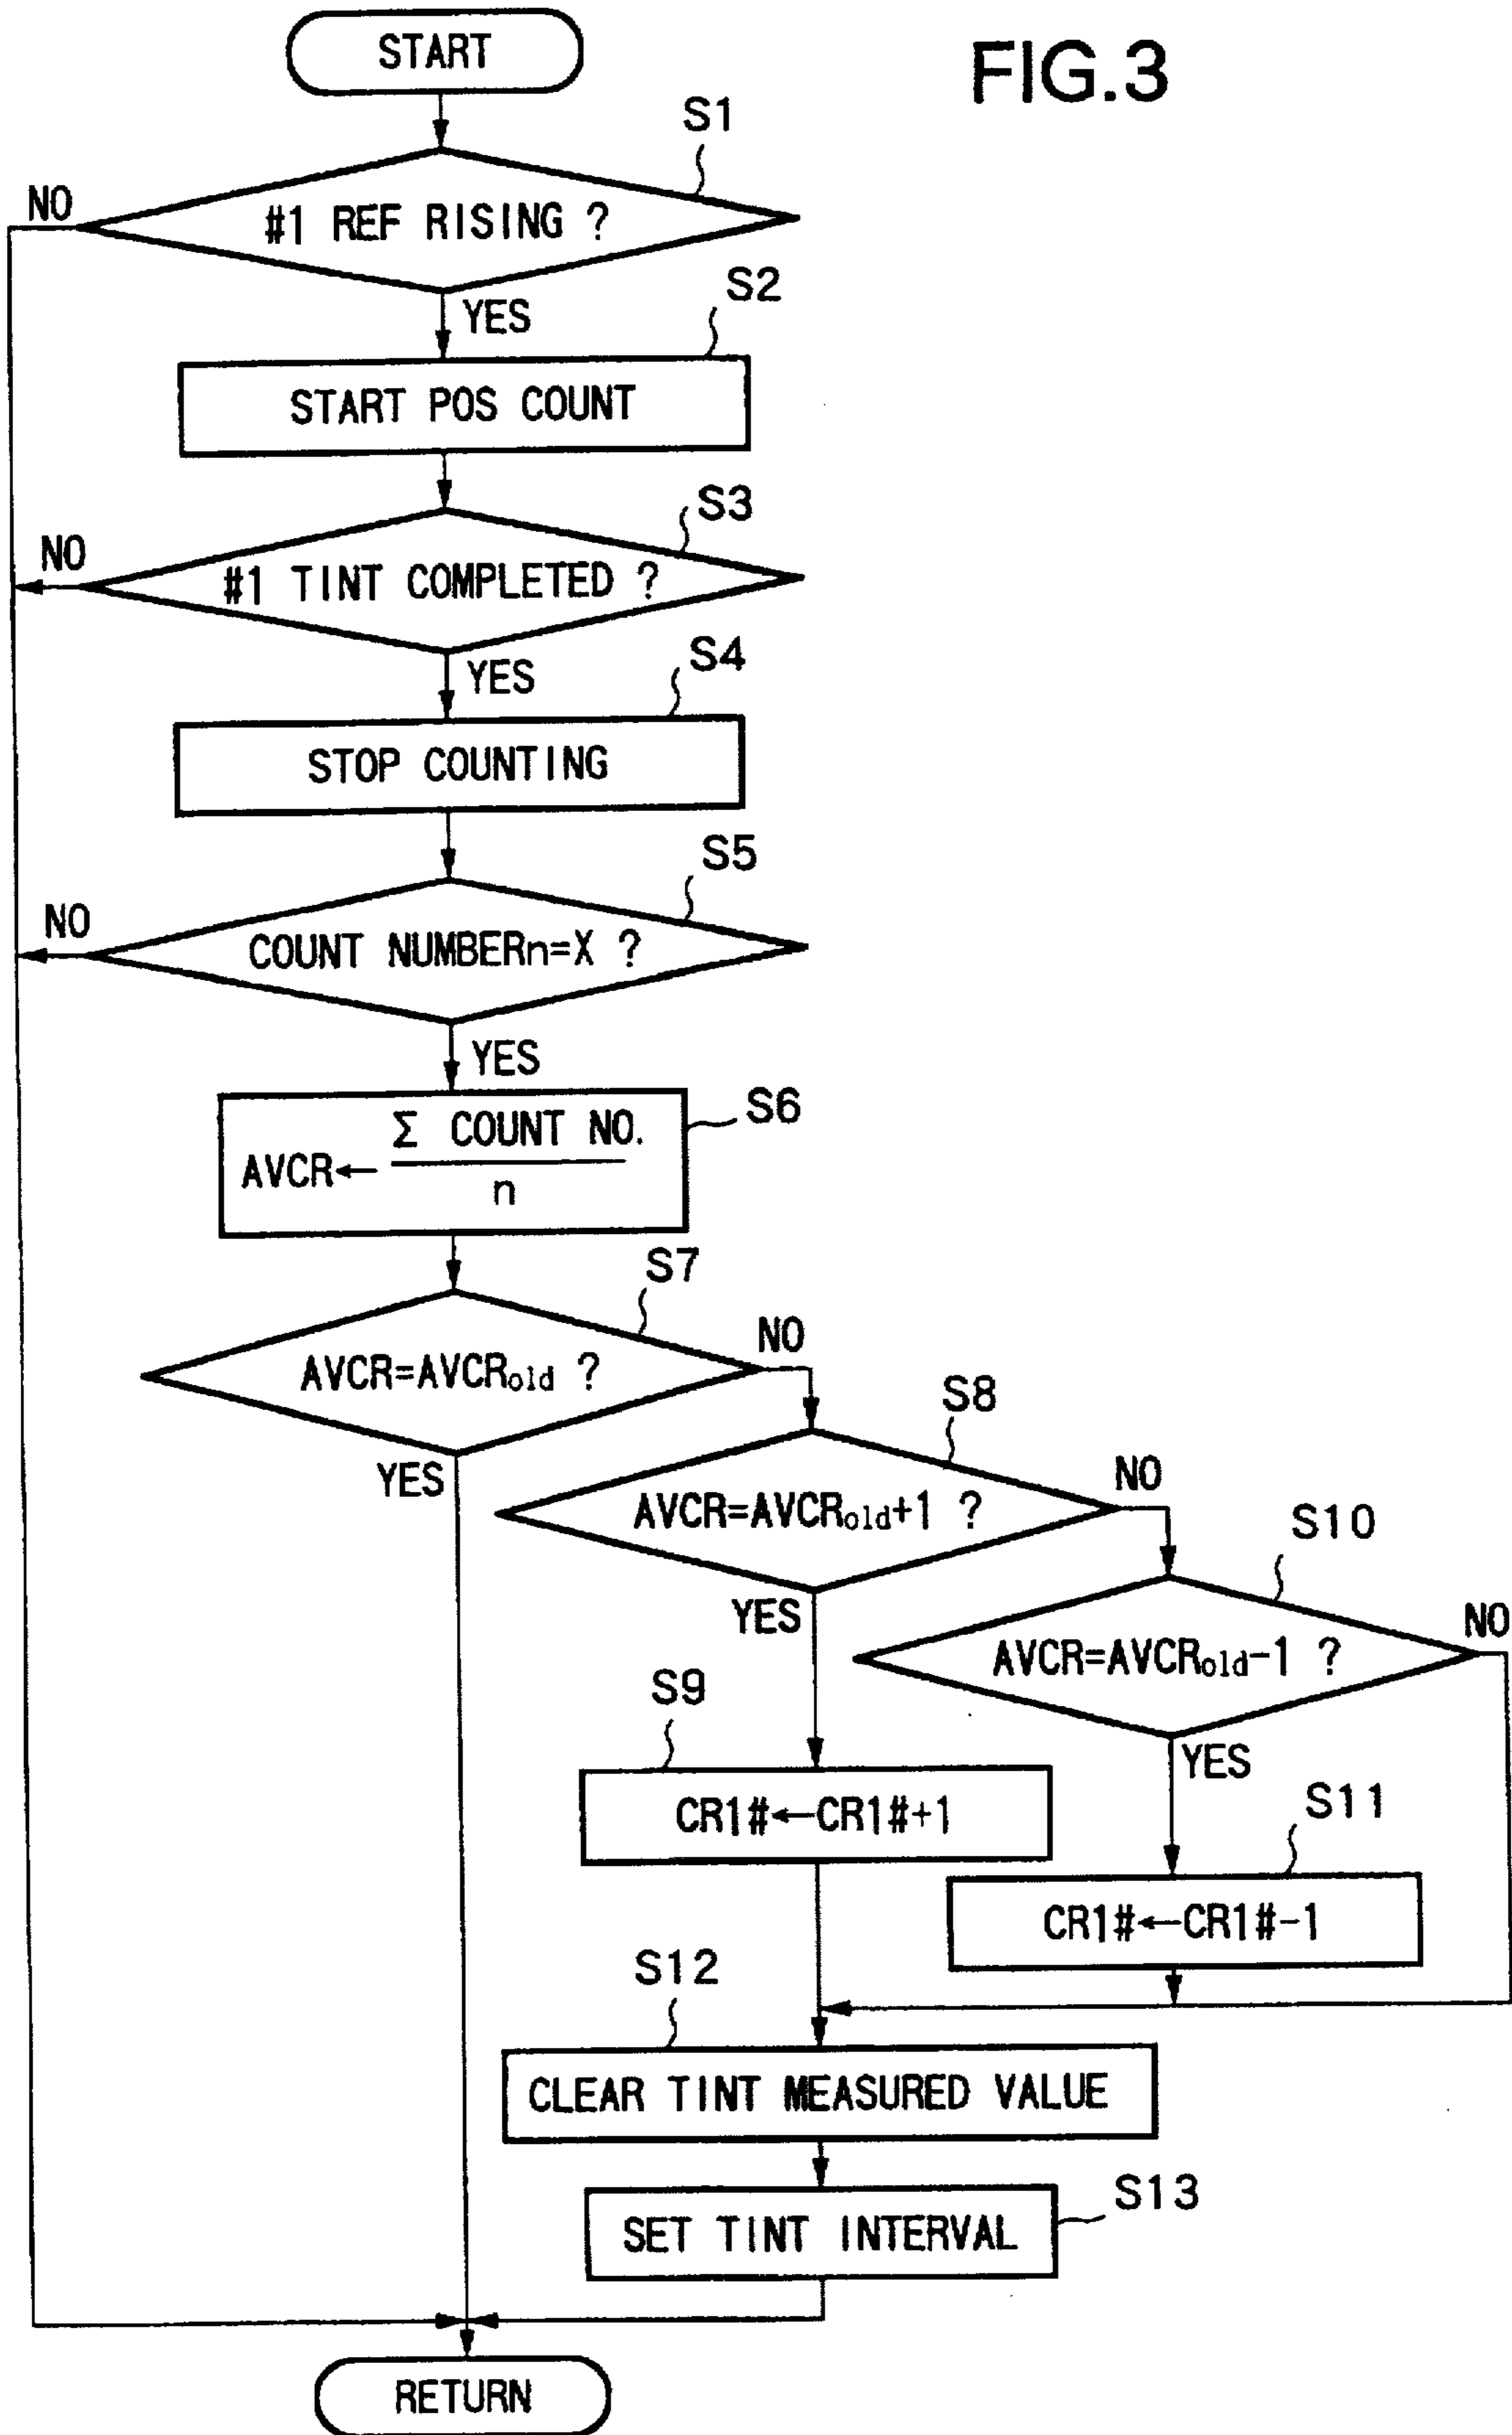 START
FIG.3
S1
NO
#1 REF RISING ?
S2
YES
START POS COUNT
S3
NO
#1 TINT COMPLETED ?
S4
YES
STOP COUNTING
S5
NO
COUNT NUMBERn=X ?
YES
S6
Σ COUNT NO.
AVCR←
n
S7
NO
AVCR=AVCRold ?
S8
YES
NO
AVCR=AVCRold+1 ?
S10
YES
NO
AVCR=AVCRold-1 ?
S9
YES
CR1#←CR1#+1
S11
CR1#←CR1#-1
S12
CLEAR TINT MEASURED VALUE
S13
SET TINT INTERVAL
RETURN